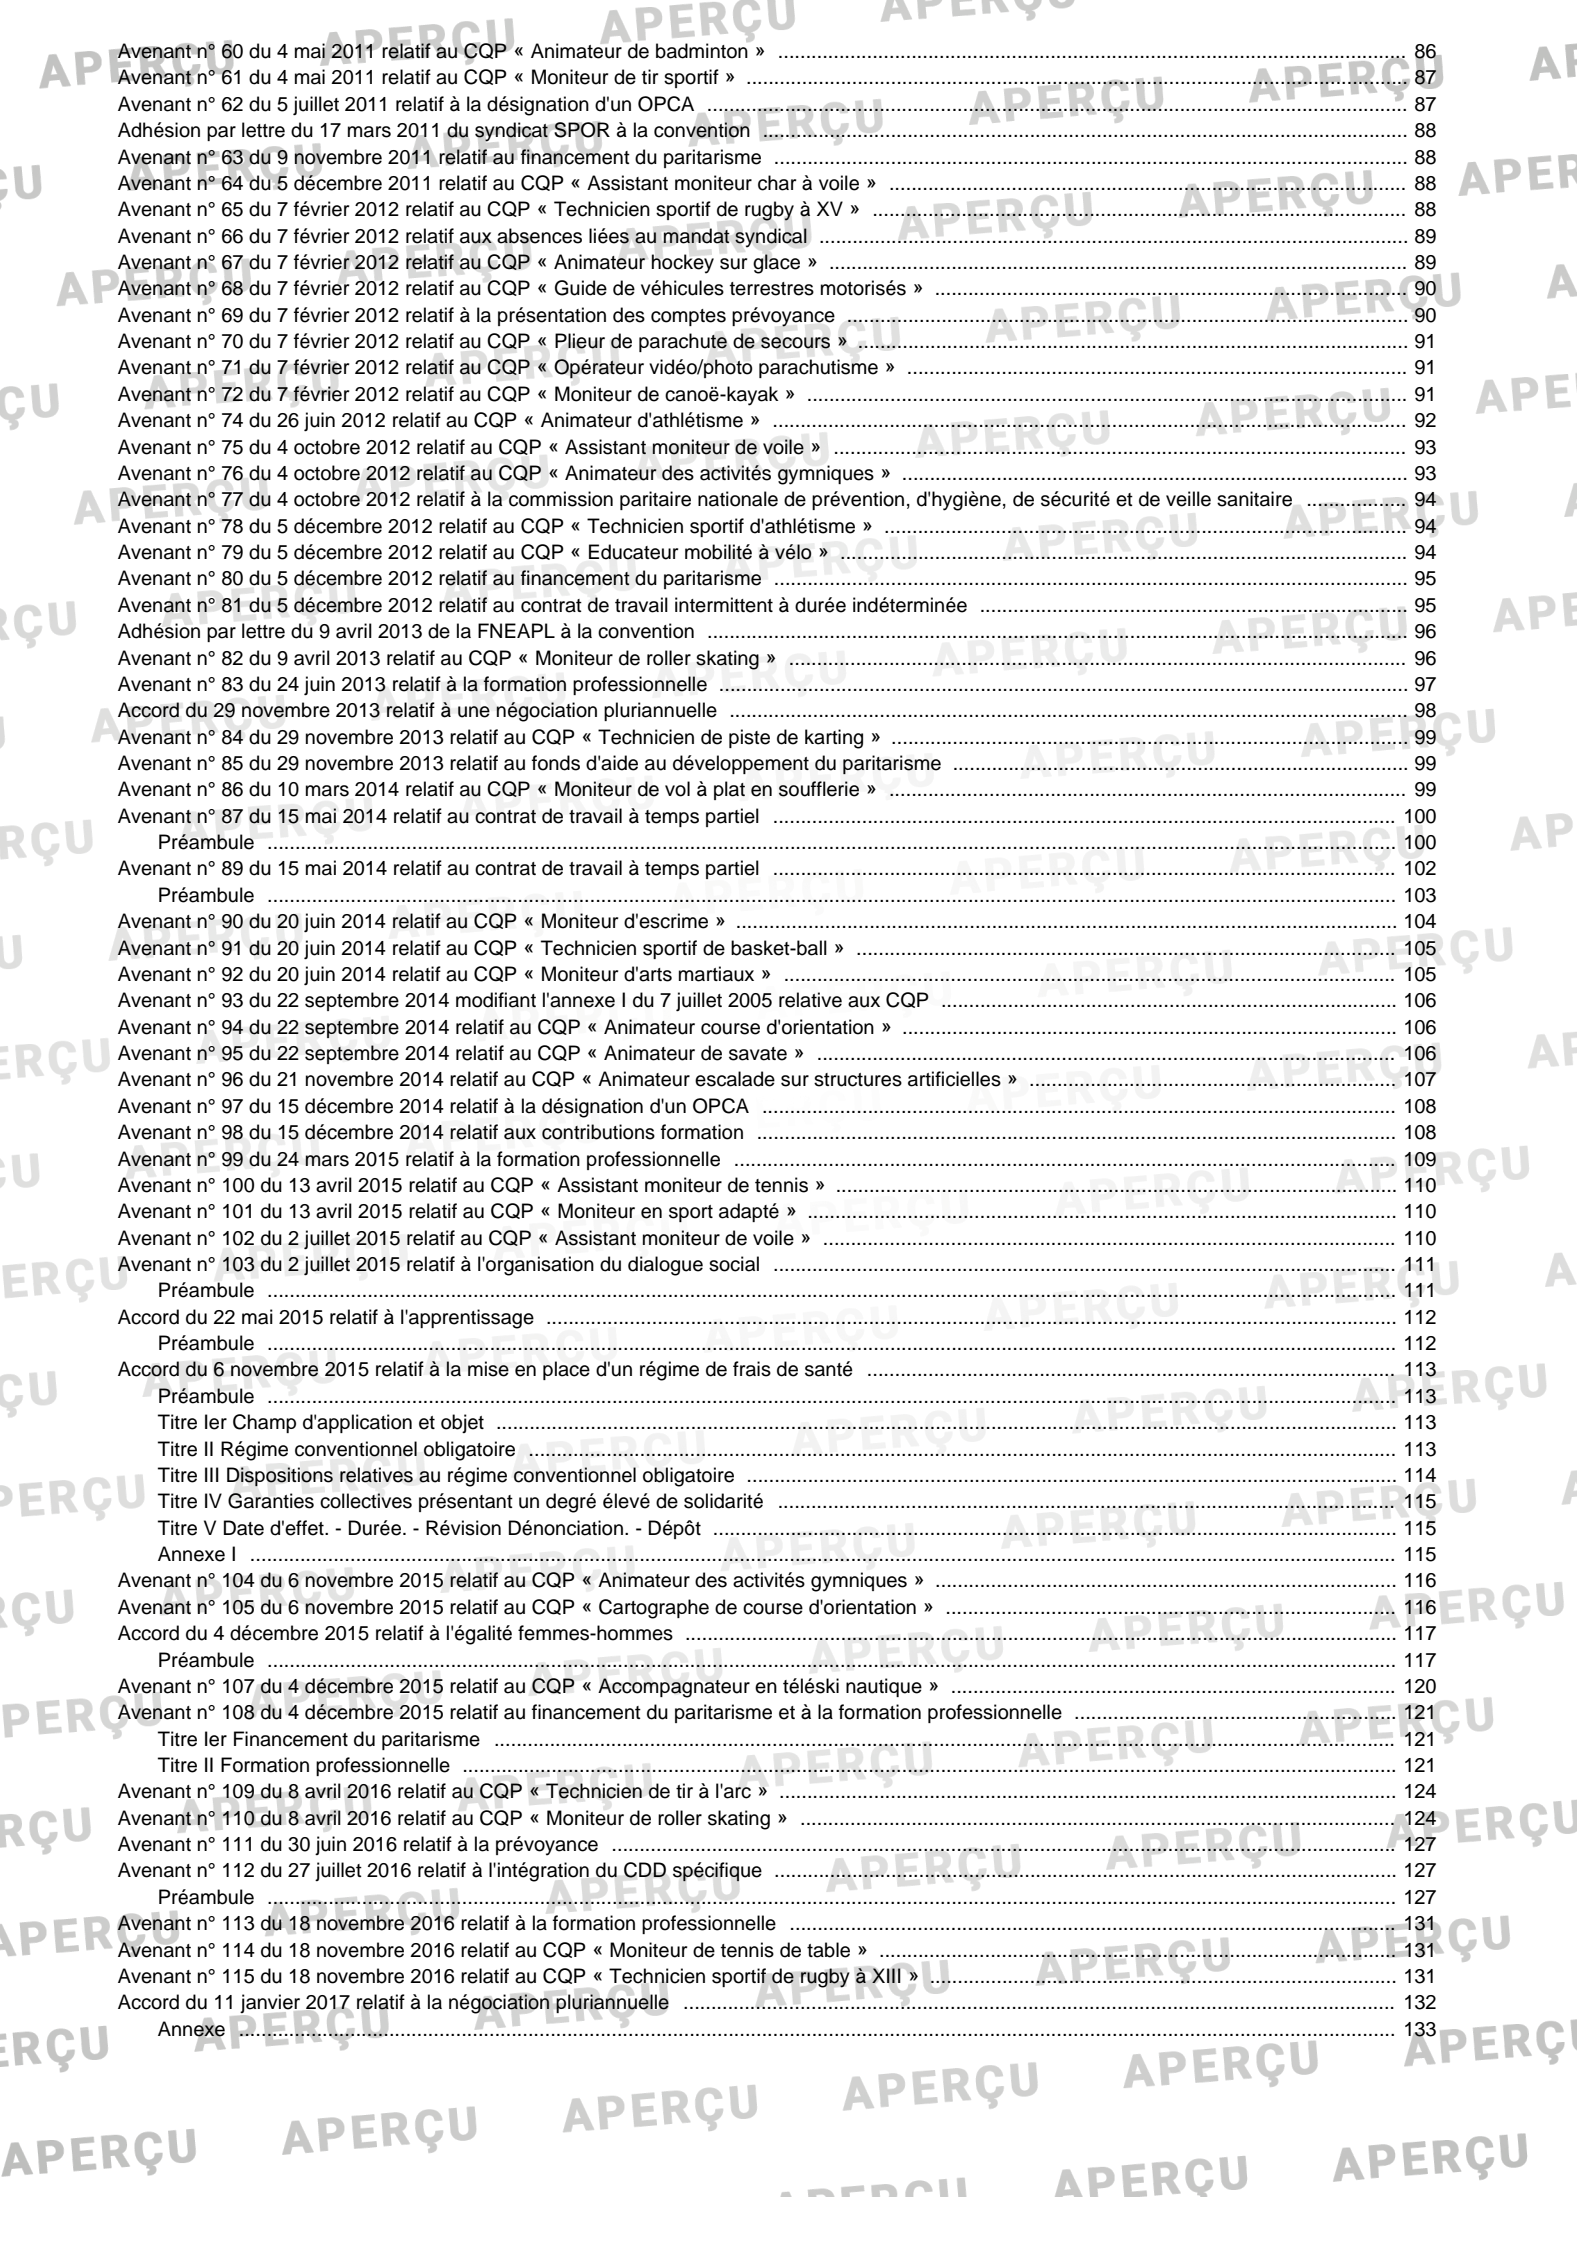 Avenant n° 60 du 4 mai 2011 relatif au CQP « Animateur de badminton » ........ 86
Avenant n° 61 du 4 mai 2011 relatif au CQP « Moniteur de tir sportif » ........ 87
Avenant n° 62 du 5 juillet 2011 relatif à la désignation d'un OPCA ........ 87
Adhésion par lettre du 17 mars 2011 du syndicat SPOR à la convention ........ 88
Avenant n° 63 du 9 novembre 2011 relatif au financement du paritarisme ........ 88
Avenant n° 64 du 5 décembre 2011 relatif au CQP « Assistant moniteur char à voile » ........ 88
Avenant n° 65 du 7 février 2012 relatif au CQP « Technicien sportif de rugby à XV » ........ 88
Avenant n° 66 du 7 février 2012 relatif aux absences liées au mandat syndical ........ 89
Avenant n° 67 du 7 février 2012 relatif au CQP « Animateur hockey sur glace » ........ 89
Avenant n° 68 du 7 février 2012 relatif au CQP « Guide de véhicules terrestres motorisés » ........ 90
Avenant n° 69 du 7 février 2012 relatif à la présentation des comptes prévoyance ........ 90
Avenant n° 70 du 7 février 2012 relatif au CQP « Plieur de parachute de secours » ........ 91
Avenant n° 71 du 7 février 2012 relatif au CQP « Opérateur vidéo/photo parachutisme » ........ 91
Avenant n° 72 du 7 février 2012 relatif au CQP « Moniteur de canoë-kayak » ........ 91
Avenant n° 74 du 26 juin 2012 relatif au CQP « Animateur d'athlétisme » ........ 92
Avenant n° 75 du 4 octobre 2012 relatif au CQP « Assistant moniteur de voile » ........ 93
Avenant n° 76 du 4 octobre 2012 relatif au CQP « Animateur des activités gymniques » ........ 93
Avenant n° 77 du 4 octobre 2012 relatif à la commission paritaire nationale de prévention, d'hygiène, de sécurité et de veille sanitaire ........ 94
Avenant n° 78 du 5 décembre 2012 relatif au CQP « Technicien sportif d'athlétisme » ........ 94
Avenant n° 79 du 5 décembre 2012 relatif au CQP « Educateur mobilité à vélo » ........ 94
Avenant n° 80 du 5 décembre 2012 relatif au financement du paritarisme ........ 95
Avenant n° 81 du 5 décembre 2012 relatif au contrat de travail intermittent à durée indéterminée ........ 95
Adhésion par lettre du 9 avril 2013 de la FNEAPL à la convention ........ 96
Avenant n° 82 du 9 avril 2013 relatif au CQP « Moniteur de roller skating » ........ 96
Avenant n° 83 du 24 juin 2013 relatif à la formation professionnelle ........ 97
Accord du 29 novembre 2013 relatif à une négociation pluriannuelle ........ 98
Avenant n° 84 du 29 novembre 2013 relatif au CQP « Technicien de piste de karting » ........ 99
Avenant n° 85 du 29 novembre 2013 relatif au fonds d'aide au développement du paritarisme ........ 99
Avenant n° 86 du 10 mars 2014 relatif au CQP « Moniteur de vol à plat en soufflerie » ........ 99
Avenant n° 87 du 15 mai 2014 relatif au contrat de travail à temps partiel ........ 100
Préambule ........ 100
Avenant n° 89 du 15 mai 2014 relatif au contrat de travail à temps partiel ........ 102
Préambule ........ 103
Avenant n° 90 du 20 juin 2014 relatif au CQP « Moniteur d'escrime » ........ 104
Avenant n° 91 du 20 juin 2014 relatif au CQP « Technicien sportif de basket-ball » ........ 105
Avenant n° 92 du 20 juin 2014 relatif au CQP « Moniteur d'arts martiaux » ........ 105
Avenant n° 93 du 22 septembre 2014 modifiant l'annexe I du 7 juillet 2005 relative aux CQP ........ 106
Avenant n° 94 du 22 septembre 2014 relatif au CQP « Animateur course d'orientation » ........ 106
Avenant n° 95 du 22 septembre 2014 relatif au CQP « Animateur de savate » ........ 106
Avenant n° 96 du 21 novembre 2014 relatif au CQP « Animateur escalade sur structures artificielles » ........ 107
Avenant n° 97 du 15 décembre 2014 relatif à la désignation d'un OPCA ........ 108
Avenant n° 98 du 15 décembre 2014 relatif aux contributions formation ........ 108
Avenant n° 99 du 24 mars 2015 relatif à la formation professionnelle ........ 109
Avenant n° 100 du 13 avril 2015 relatif au CQP « Assistant moniteur de tennis » ........ 110
Avenant n° 101 du 13 avril 2015 relatif au CQP « Moniteur en sport adapté » ........ 110
Avenant n° 102 du 2 juillet 2015 relatif au CQP « Assistant moniteur de voile » ........ 110
Avenant n° 103 du 2 juillet 2015 relatif à l'organisation du dialogue social ........ 111
Préambule ........ 111
Accord du 22 mai 2015 relatif à l'apprentissage ........ 112
Préambule ........ 112
Accord du 6 novembre 2015 relatif à la mise en place d'un régime de frais de santé ........ 113
Préambule ........ 113
Titre Ier Champ d'application et objet ........ 113
Titre II Régime conventionnel obligatoire ........ 113
Titre III Dispositions relatives au régime conventionnel obligatoire ........ 114
Titre IV Garanties collectives présentant un degré élevé de solidarité ........ 115
Titre V Date d'effet. - Durée. - Révision Dénonciation. - Dépôt ........ 115
Annexe I ........ 115
Avenant n° 104 du 6 novembre 2015 relatif au CQP « Animateur des activités gymniques » ........ 116
Avenant n° 105 du 6 novembre 2015 relatif au CQP « Cartographe de course d'orientation » ........ 116
Accord du 4 décembre 2015 relatif à l'égalité femmes-hommes ........ 117
Préambule ........ 117
Avenant n° 107 du 4 décembre 2015 relatif au CQP « Accompagnateur en téléski nautique » ........ 120
Avenant n° 108 du 4 décembre 2015 relatif au financement du paritarisme et à la formation professionnelle ........ 121
Titre Ier Financement du paritarisme ........ 121
Titre II Formation professionnelle ........ 121
Avenant n° 109 du 8 avril 2016 relatif au CQP « Technicien de tir à l'arc » ........ 124
Avenant n° 110 du 8 avril 2016 relatif au CQP « Moniteur de roller skating » ........ 124
Avenant n° 111 du 30 juin 2016 relatif à la prévoyance ........ 127
Avenant n° 112 du 27 juillet 2016 relatif à l'intégration du CDD spécifique ........ 127
Préambule ........ 127
Avenant n° 113 du 18 novembre 2016 relatif à la formation professionnelle ........ 131
Avenant n° 114 du 18 novembre 2016 relatif au CQP « Moniteur de tennis de table » ........ 131
Avenant n° 115 du 18 novembre 2016 relatif au CQP « Technicien sportif de rugby à XIII » ........ 131
Accord du 11 janvier 2017 relatif à la négociation pluriannuelle ........ 132
Annexe ........ 133
APERÇU